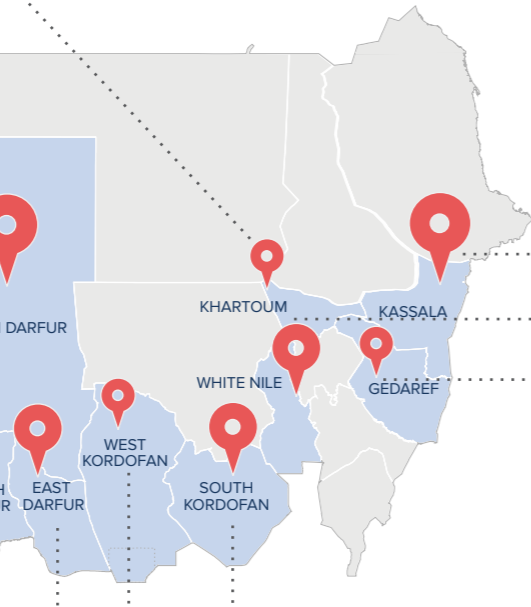 KHARTOUM
KASSALA
DARFUR
WHITE NILE
GEDAREF
WEST
KORDOFAN
EAST
DARFUR
SOUTH
KORDOFAN
H
R